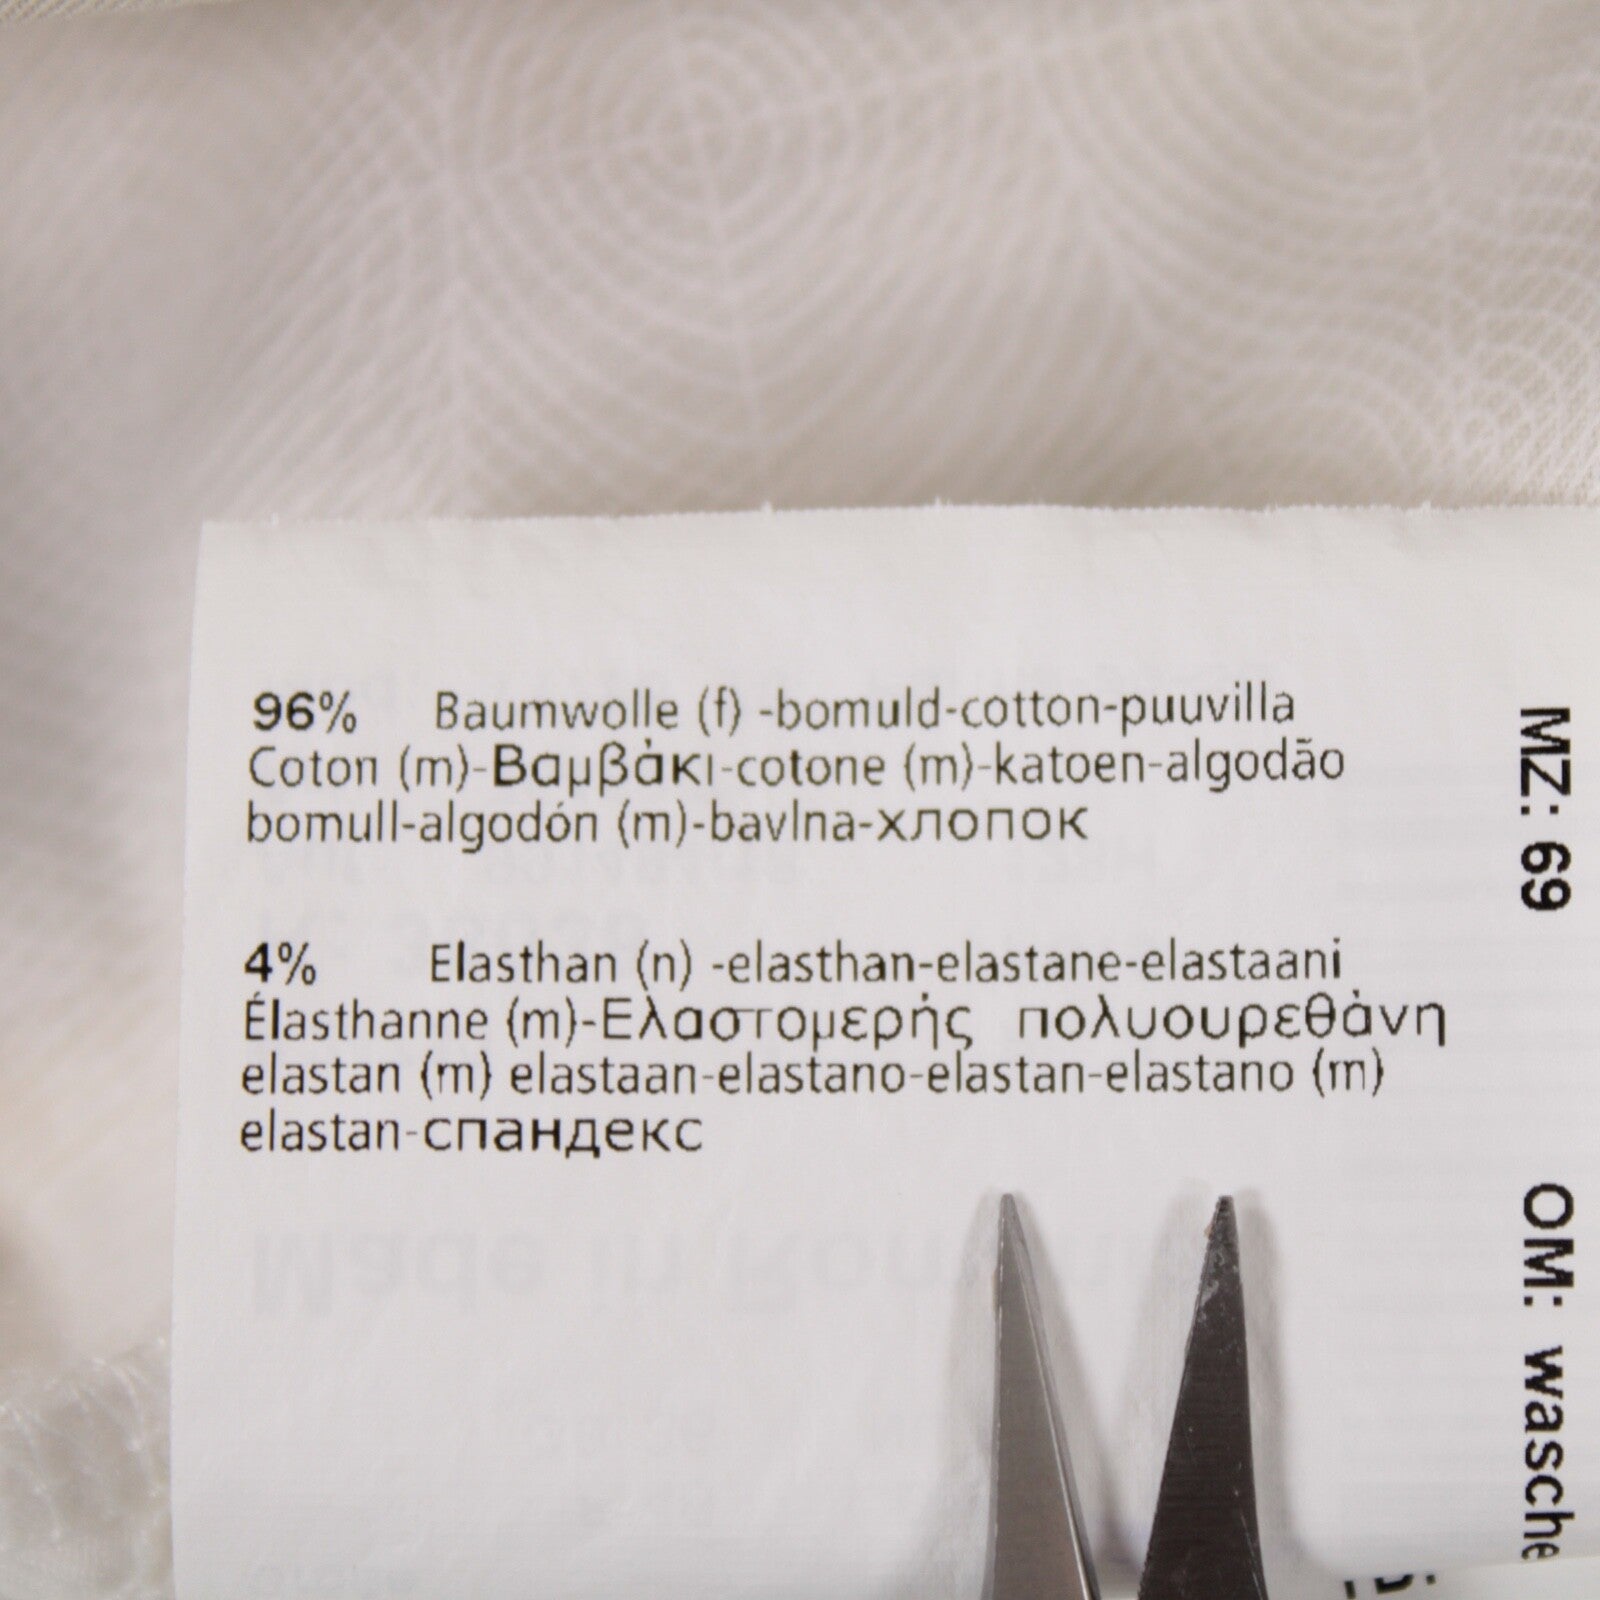 96% Baumwolle (f) -bomuld-cotton-puuvilla
Coton (m)-Βαμβάκι-cotone (m)-katoen-algodão
bomull-algodón (m)-bavlna-хлопок
4% Elasthan (n) -elasthan-elastane-elastaani
Élasthanne (m)-Ελαστομερής πολυουρεθάνη
elastan (m) elastaan-elastano-elastan-elastano (m)
elastan-спандекс
MZ: 69 OM: wasche